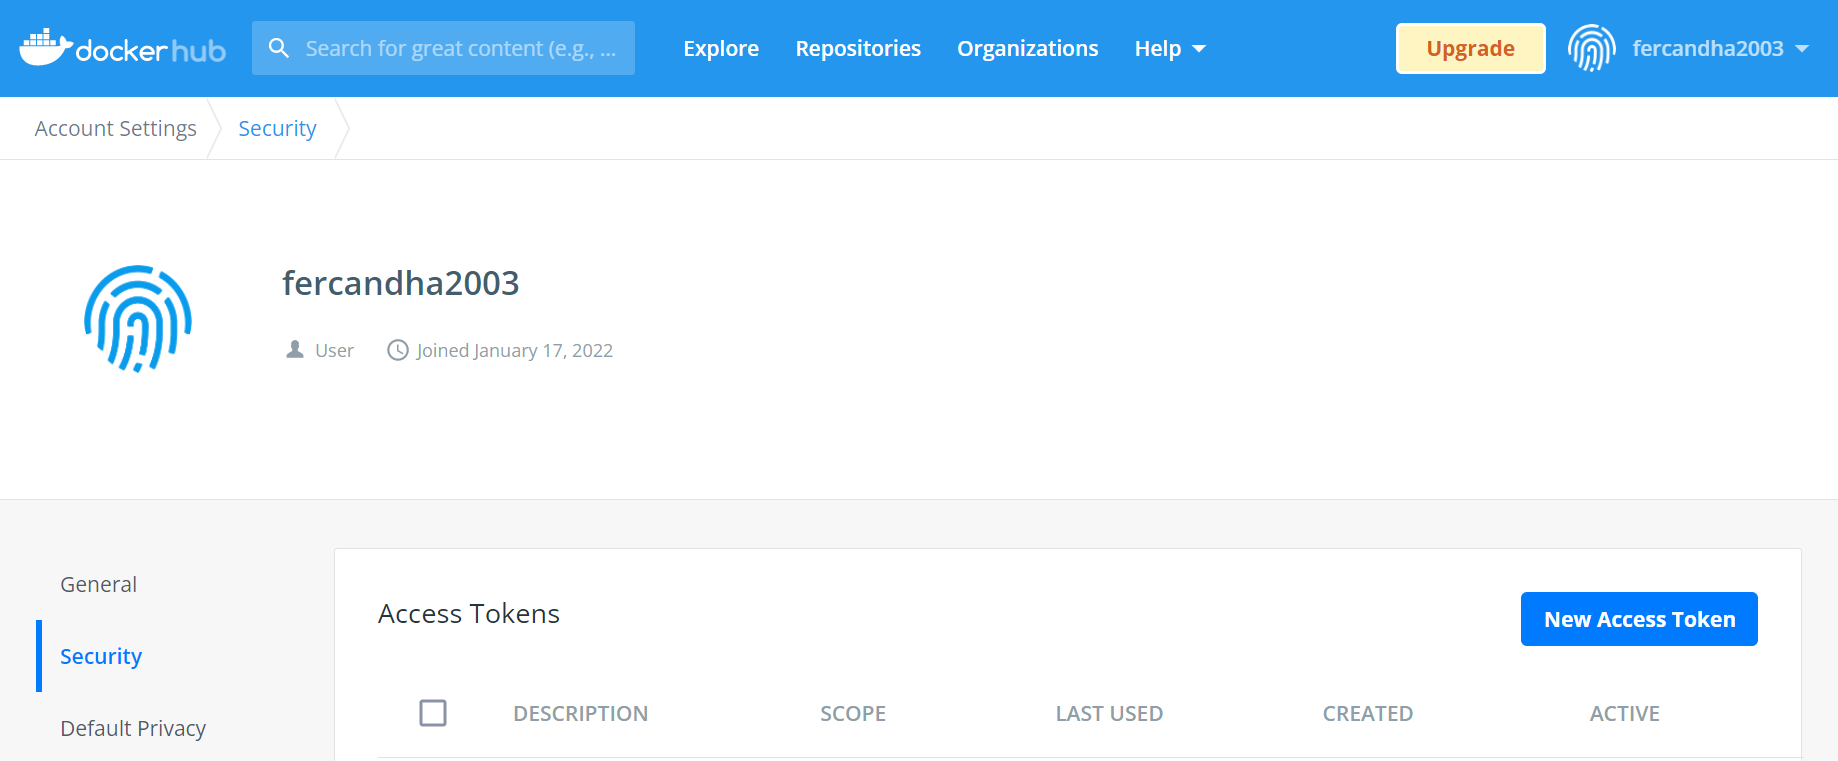 docker hub
Search for great content (e.g., ...
Explore
Repositories
Organizations
Help
Upgrade
fercandha2003
Account Settings
Security
fercandha2003
User
Joined January 17, 2022
General
Security
Default Privacy
Access Tokens
New Access Token
DESCRIPTION SCOPE LAST USED CREATED ACTIVE